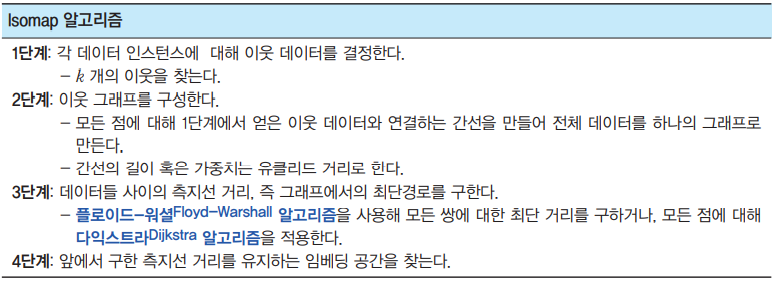 Isomap 알고리즘
1단계: 각 데이터 인스턴스에 대해 이웃 데이터를 결정한다.
– k 개의 이웃을 찾는다.
2단계: 이웃 그래프를 구성한다.
– 모든 점에 대해 1단계에서 얻은 이웃 데이터와 연결하는 간선을 만들어 전체 데이터를 하나의 그래프로
만든다.
– 간선의 길이 혹은 가중치는 유클리드 거리로 힌다.
3단계: 데이터들 사이의 측지선 거리, 즉 그래프에서의 최단경로를 구한다.
– 플로이드–워셜Floyd–Warshall 알고리즘을 사용해 모든 쌍에 대한 최단 거리를 구하거나, 모든 점에 대해
다익스트라Dijkstra 알고리즘을 적용한다.
4단계: 앞에서 구한 측지선 거리를 유지하는 임베딩 공간을 찾는다.